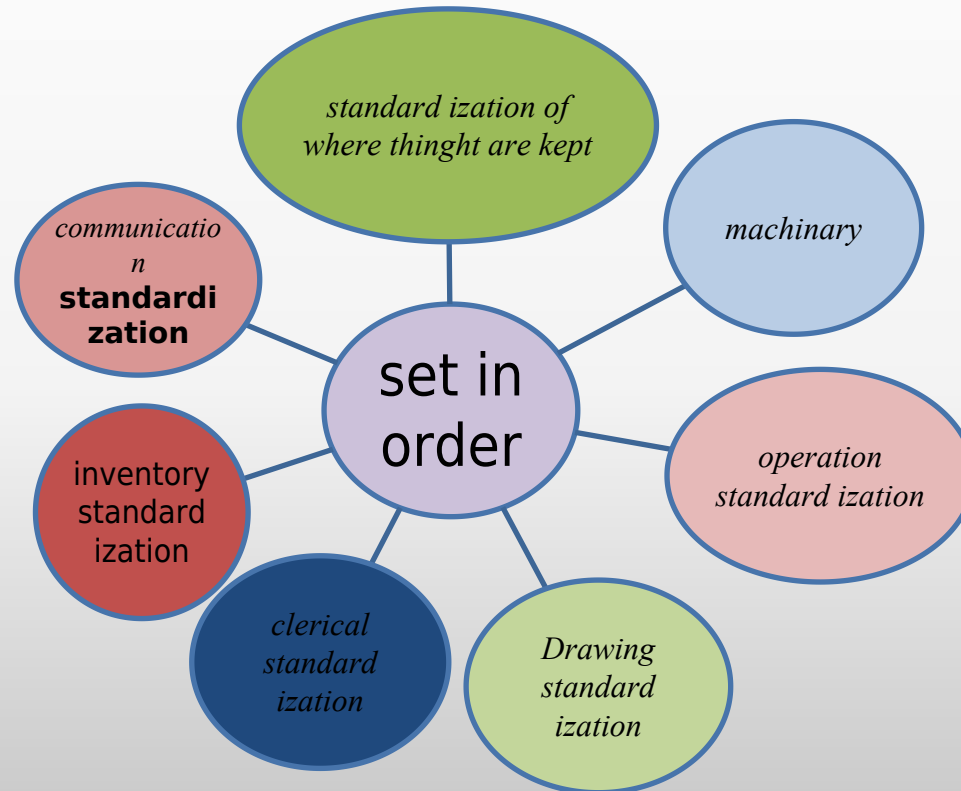 standard ization of
where thinght are kept
machinary
communicatio
n
standardi
zation
set in
order
operation
standard ization
inventory
standard
ization
clerical
standard
ization
Drawing
standard
ization